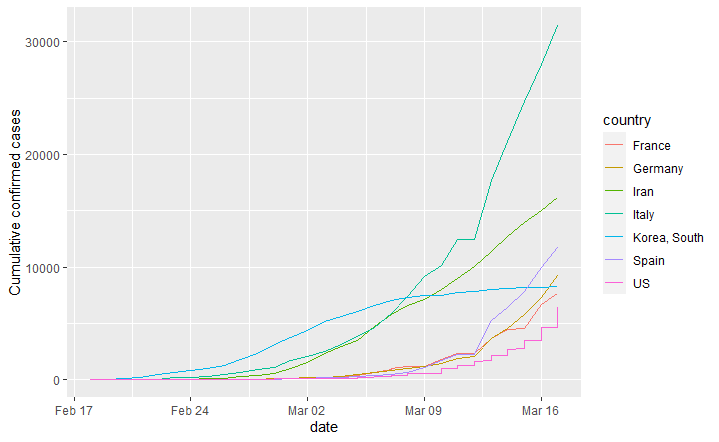 Cumulative confirmed cases
30000
20000
10000
0
Feb 17
Feb 24
Mar 02
Mar 09
Mar 16
date
country
France
Germany
Iran
Italy
Korea, South
Spain
US